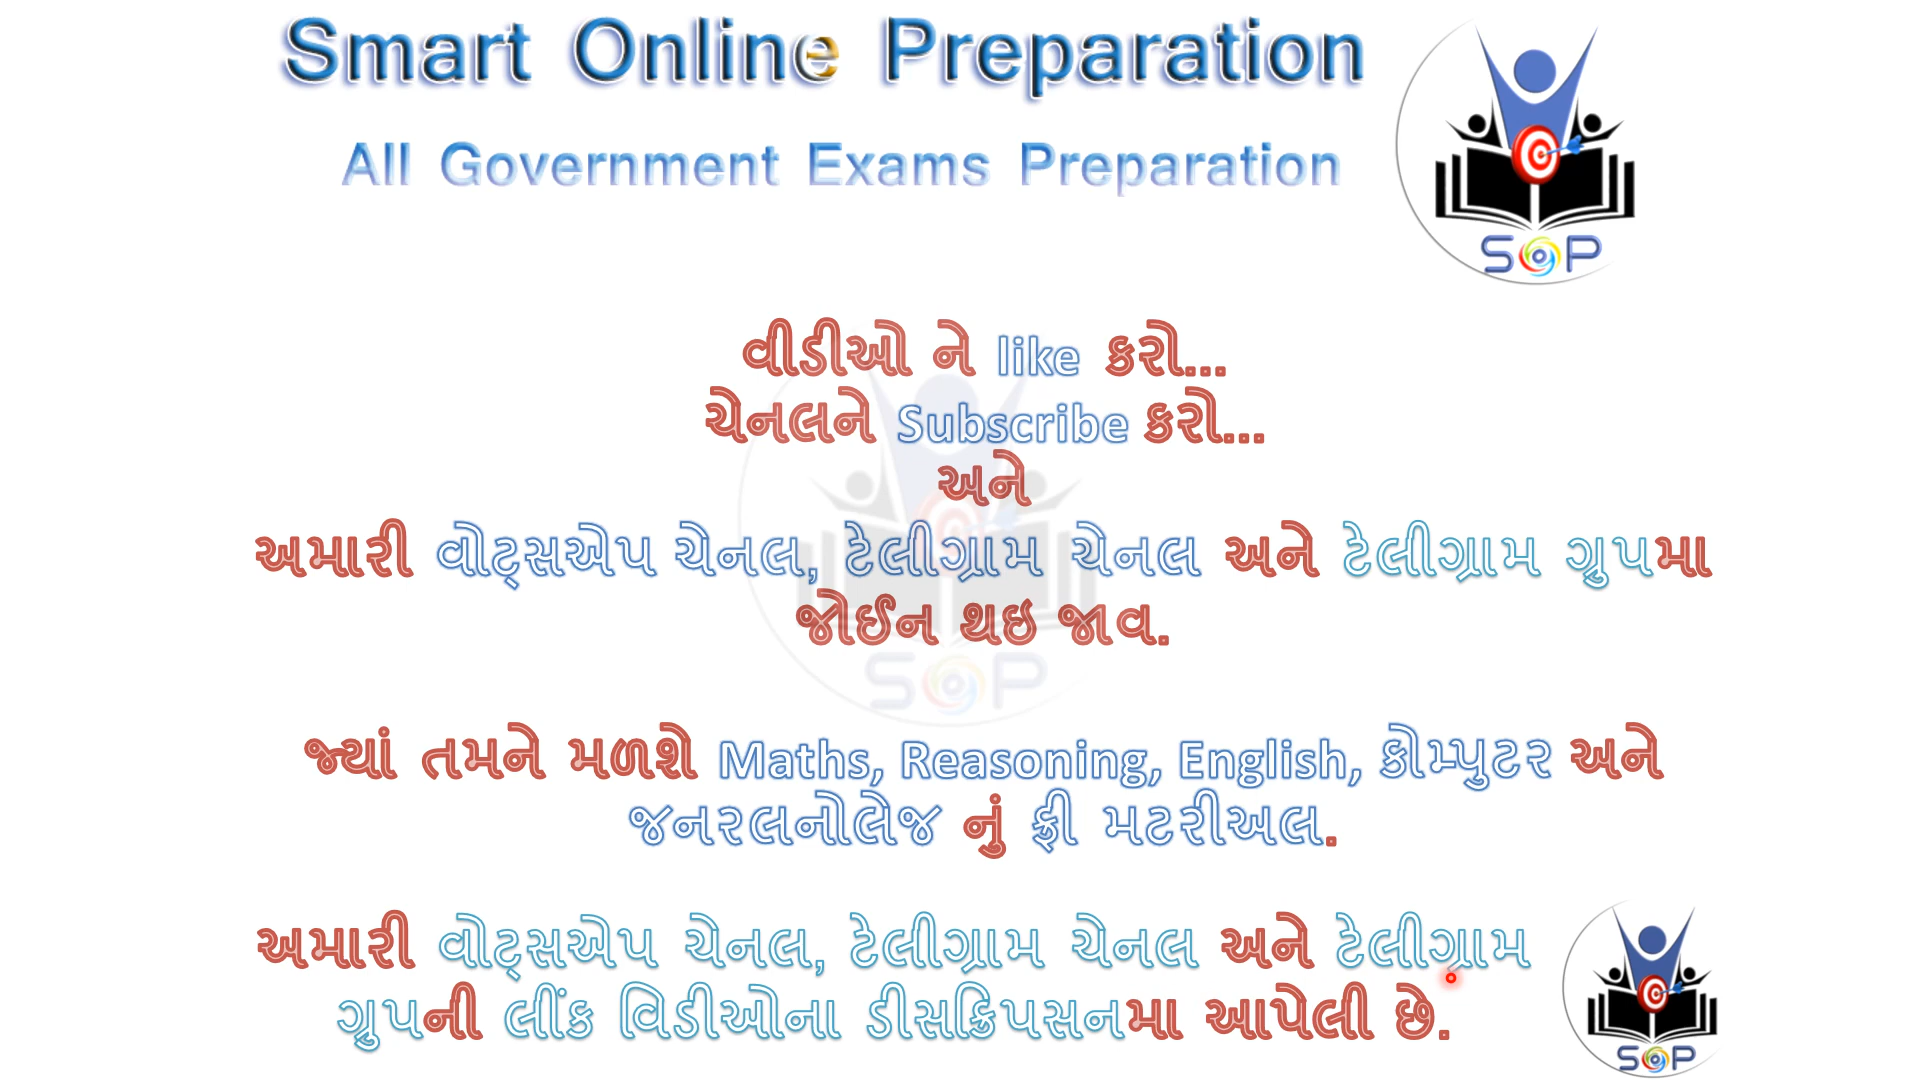 Smart Online Preparation
All Government Exams Preparation
SOP
વીડીઓ ને like કરો...
ચેનલને Subscribe કરો...
અને
અમારી વોટ્સએપ ચેનલ, ટેલીગ્રામ ચેનલ અને ટેલીગ્રામ ગ્રુપમા
જોઈન થઇ જાવ.
SOP
જ્યાં તમને મળશે Maths, Reasoning, English, કોમ્પુટર અને
જનરલનોલેજ નું ફ્રી મટરીઅલ.
અમારી વોટ્સએપ ચેનલ, ટેલીગ્રામ ચેનલ અને ટેલીગ્રામ
ગ્રુપની લીંક વિડીઓના ડીસક્રિપસનમા આપેલી છે.
SOP